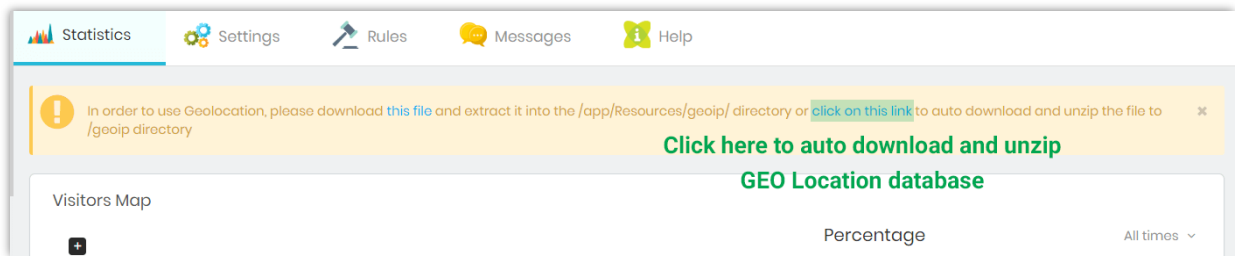 Statistics Settings Rules Messages Help
In order to use Geolocation, please download this file and extract it into the /app/Resources/geoip/ directory or click on this link to auto download and unzip the file to
/geoip directory
Click here to auto download and unzip
GEO Location database
Visitors Map
Percentage All times